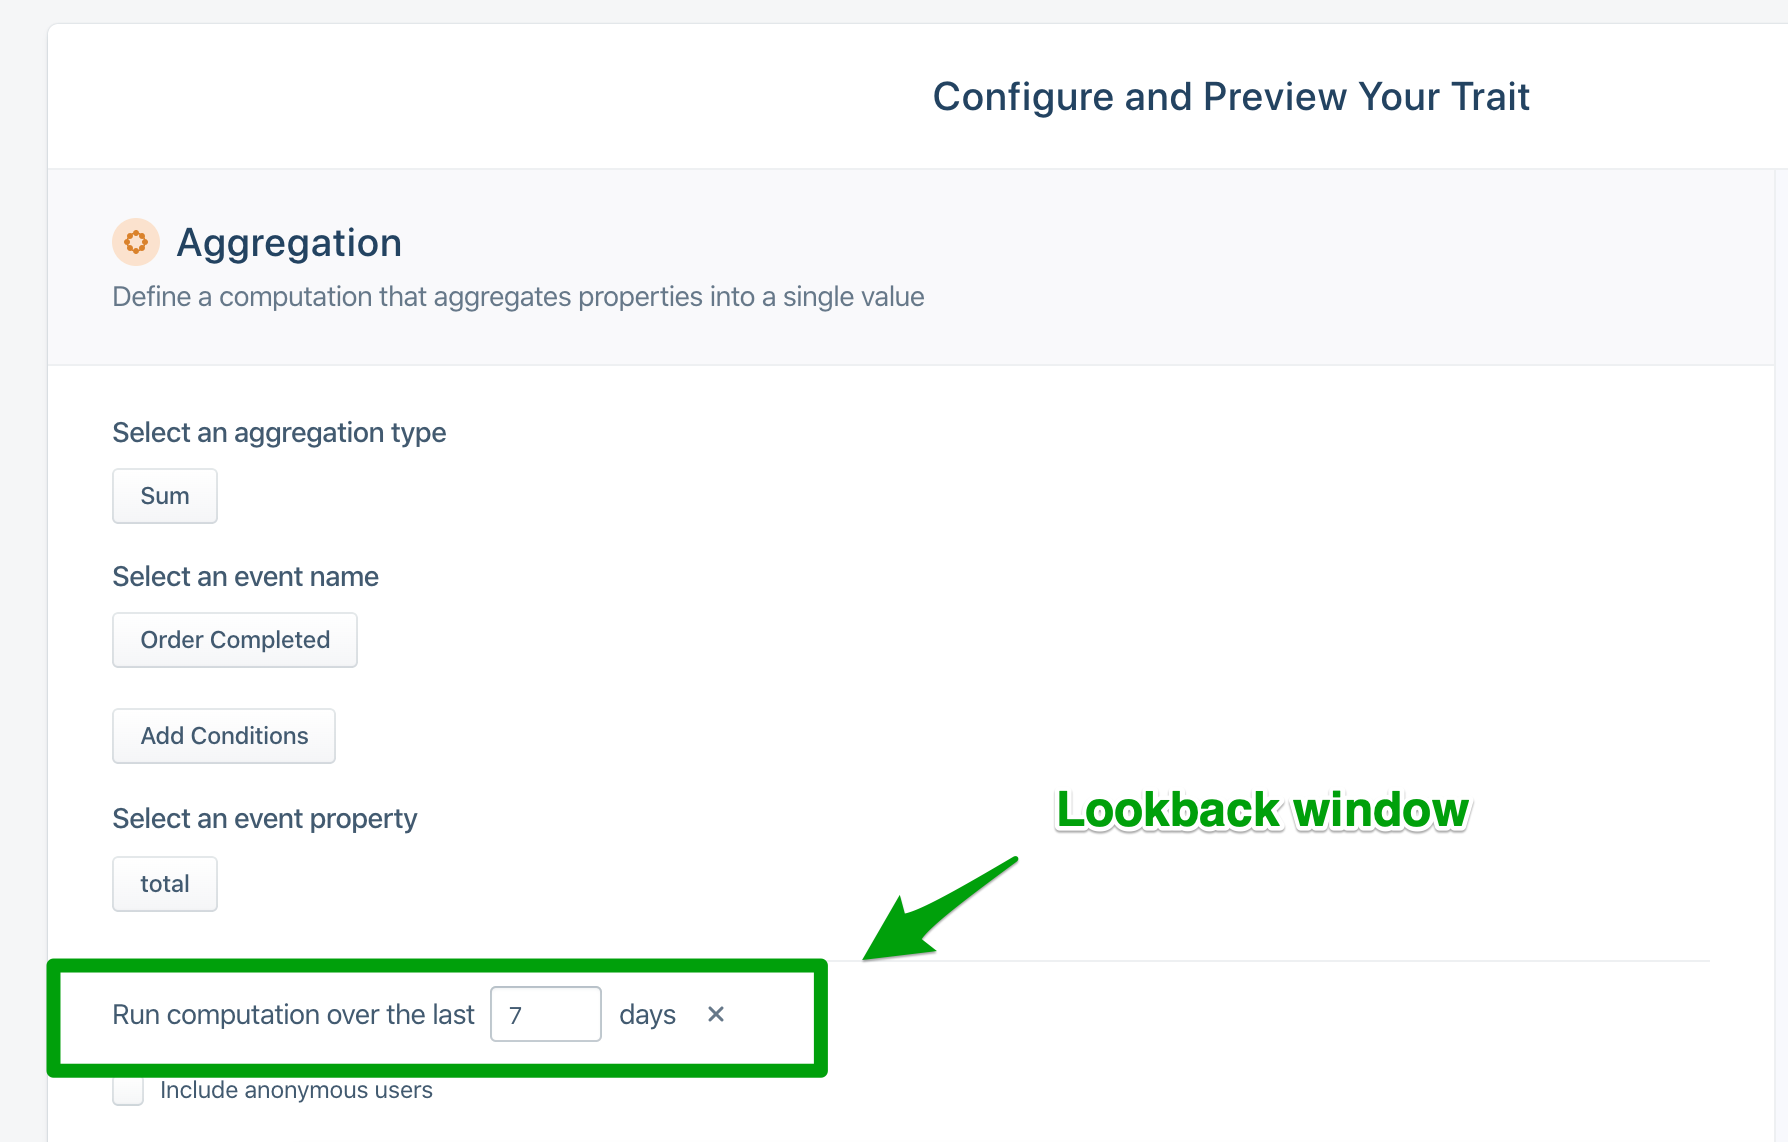 Configure and Preview Your Trait
Aggregation
Define a computation that aggregates properties into a single value
Select an aggregation type
Sum
Select an event name
Order Completed
Add Conditions
Select an event property
total
Lookback window
Run computation over the last 7 days ×
Include anonymous users